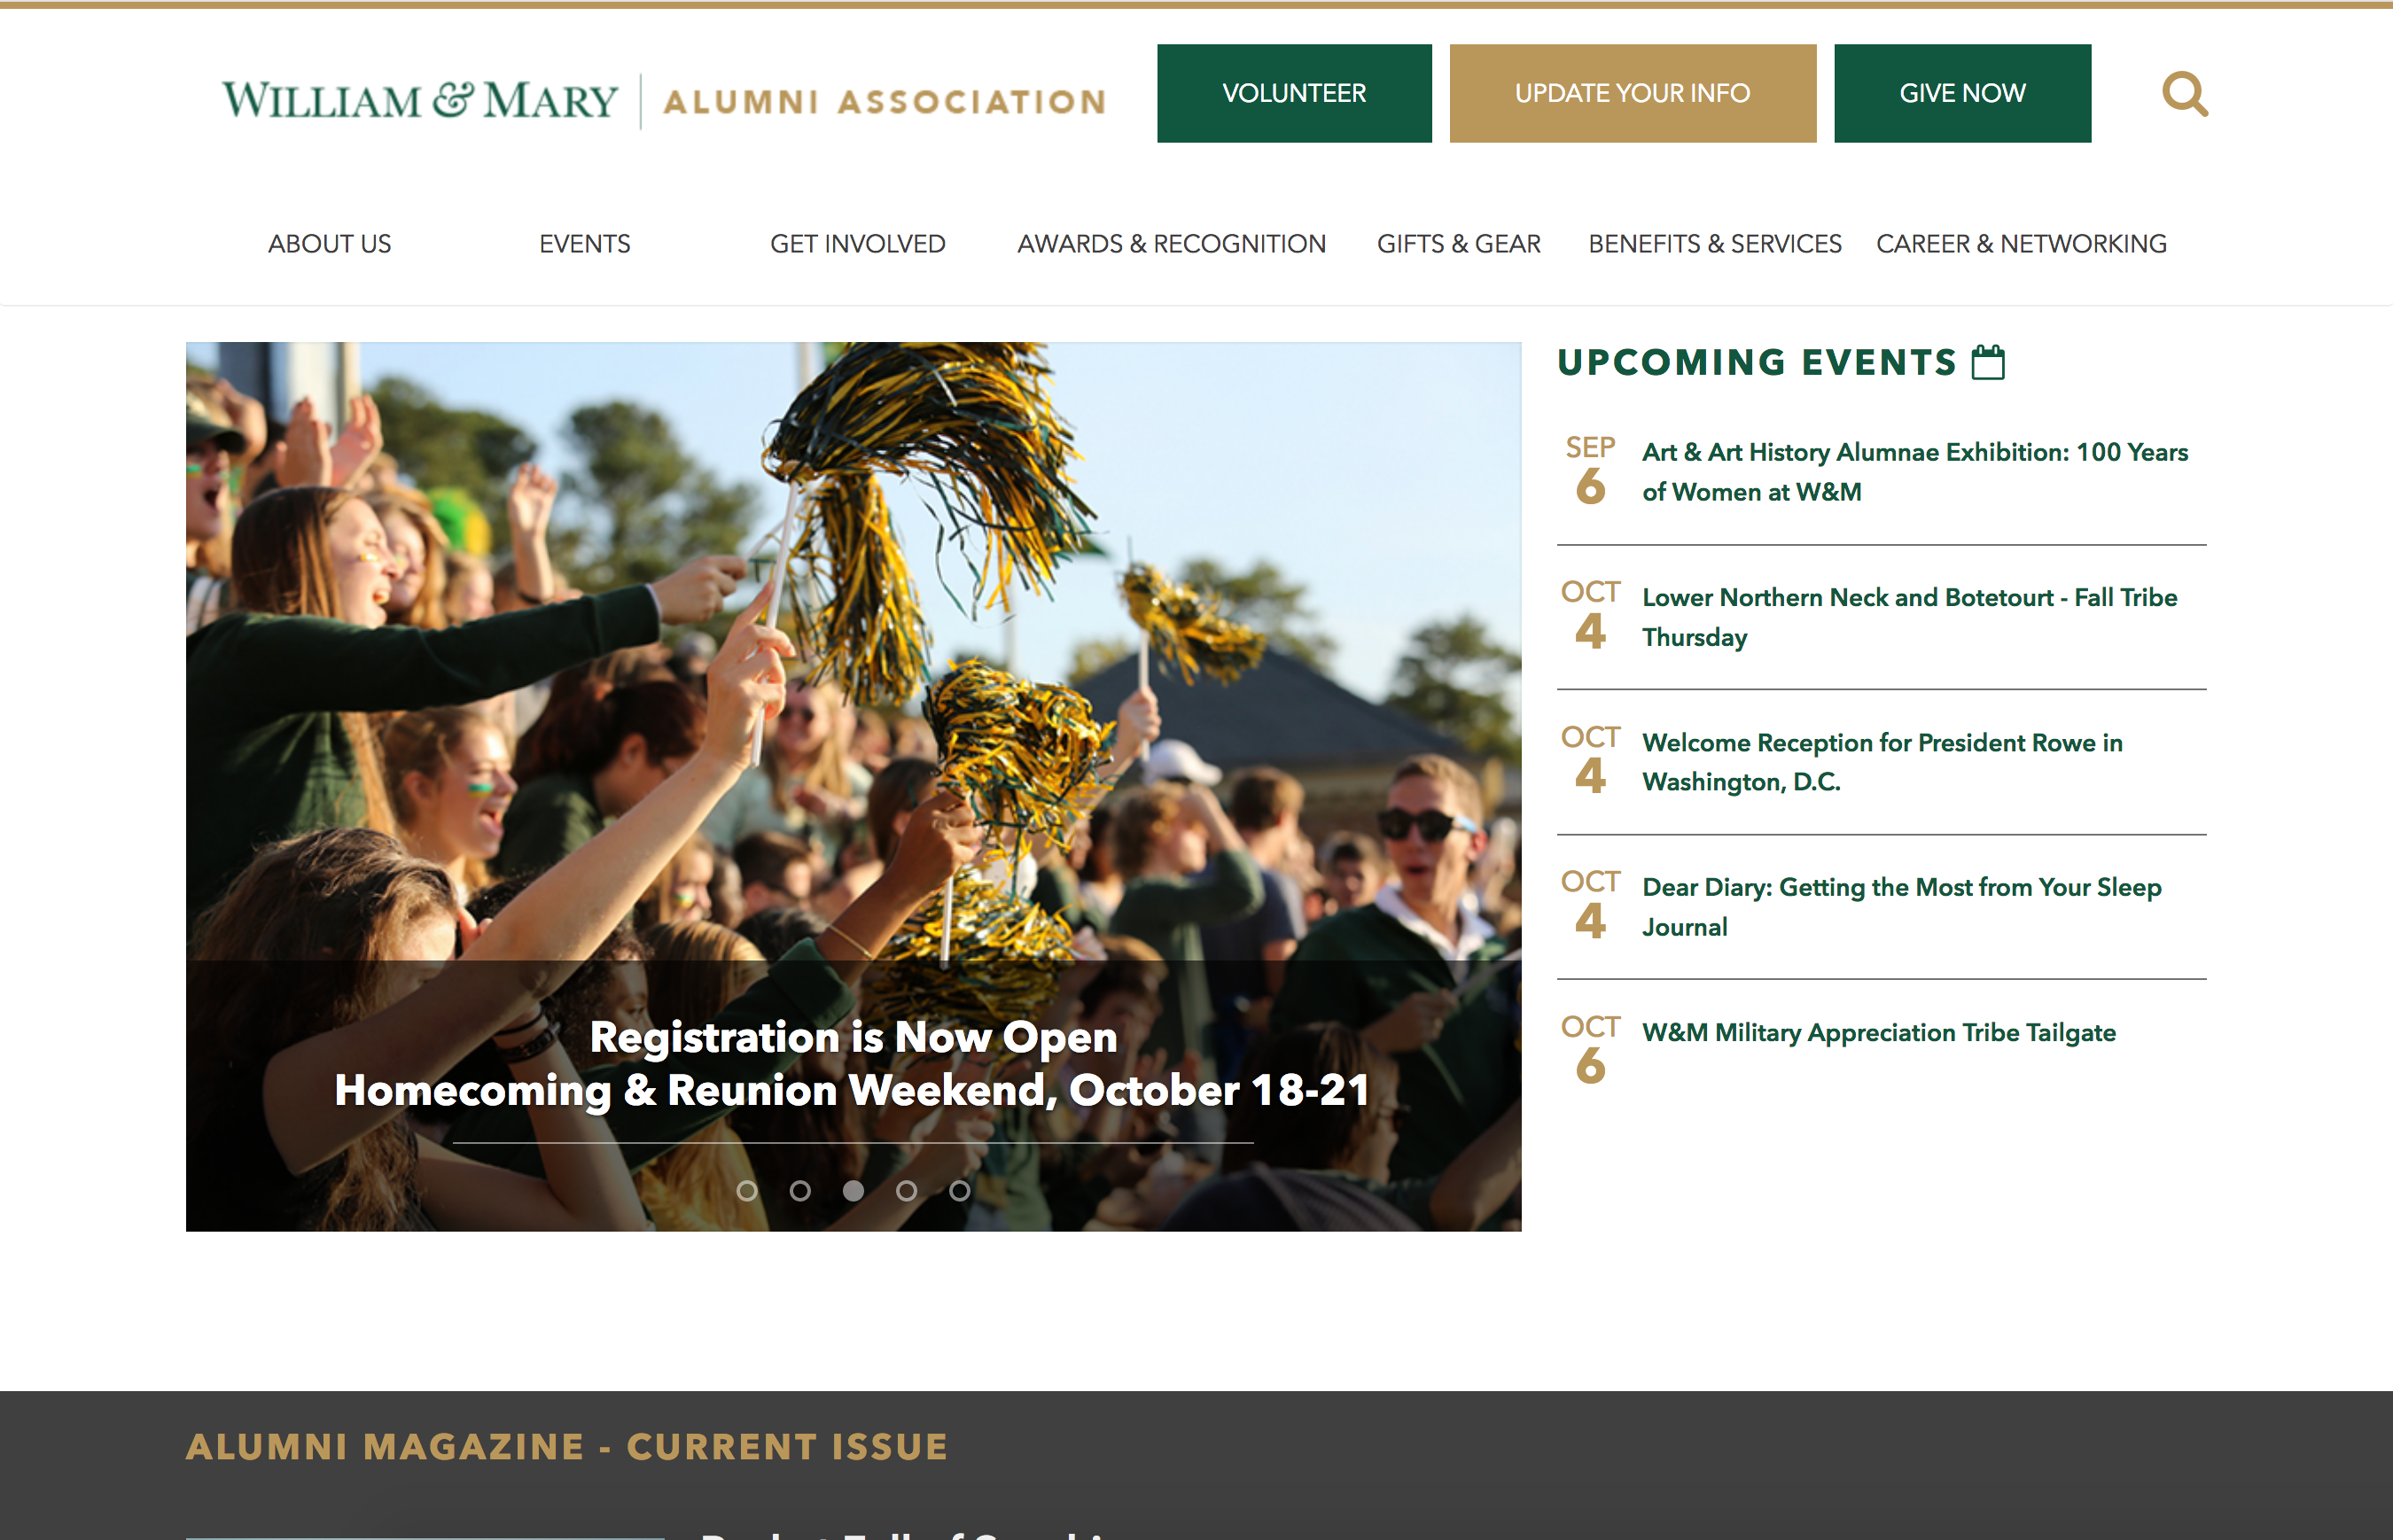 WILLIAM & MARY ALUMNI ASSOCIATION
VOLUNTEER
UPDATE YOUR INFO
GIVE NOW
ABOUT US
EVENTS
GET INVOLVED
AWARDS & RECOGNITION
GIFTS & GEAR
BENEFITS & SERVICES
CAREER & NETWORKING
Registration is Now Open
Homecoming & Reunion Weekend, October 18-21
UPCOMING EVENTS
SEP
6
Art & Art History Alumnae Exhibition: 100 Years
of Women at W&M
OCT
4
Lower Northern Neck and Botetourt - Fall Tribe
Thursday
OCT
4
Welcome Reception for President Rowe in
Washington, D.C.
OCT
4
Dear Diary: Getting the Most from Your Sleep
Journal
OCT
6
W&M Military Appreciation Tribe Tailgate
ALUMNI MAGAZINE - CURRENT ISSUE